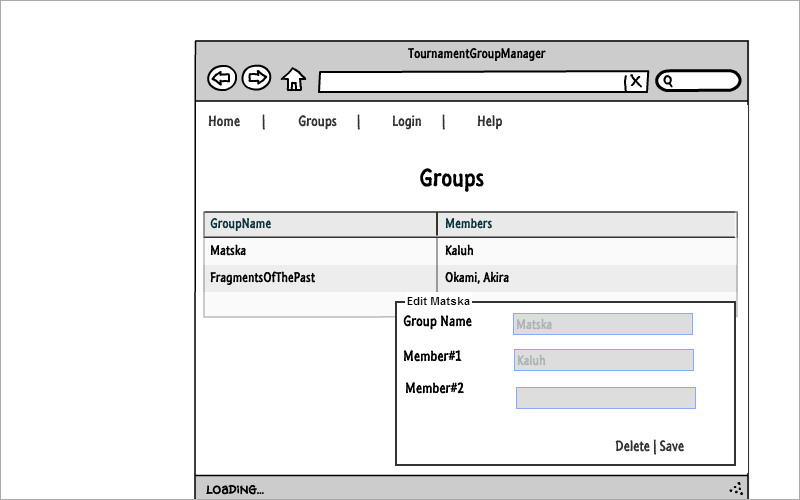 TournamentGroupManager
X
Home | Groups | Login | Help
Groups
GroupName Members
Matska Kaluh
FragmentsOfThePast Okami, Akira
Edit Matska
Group Name Matska
Member#1 Kaluh
Member#2
Delete | Save
LOADING...